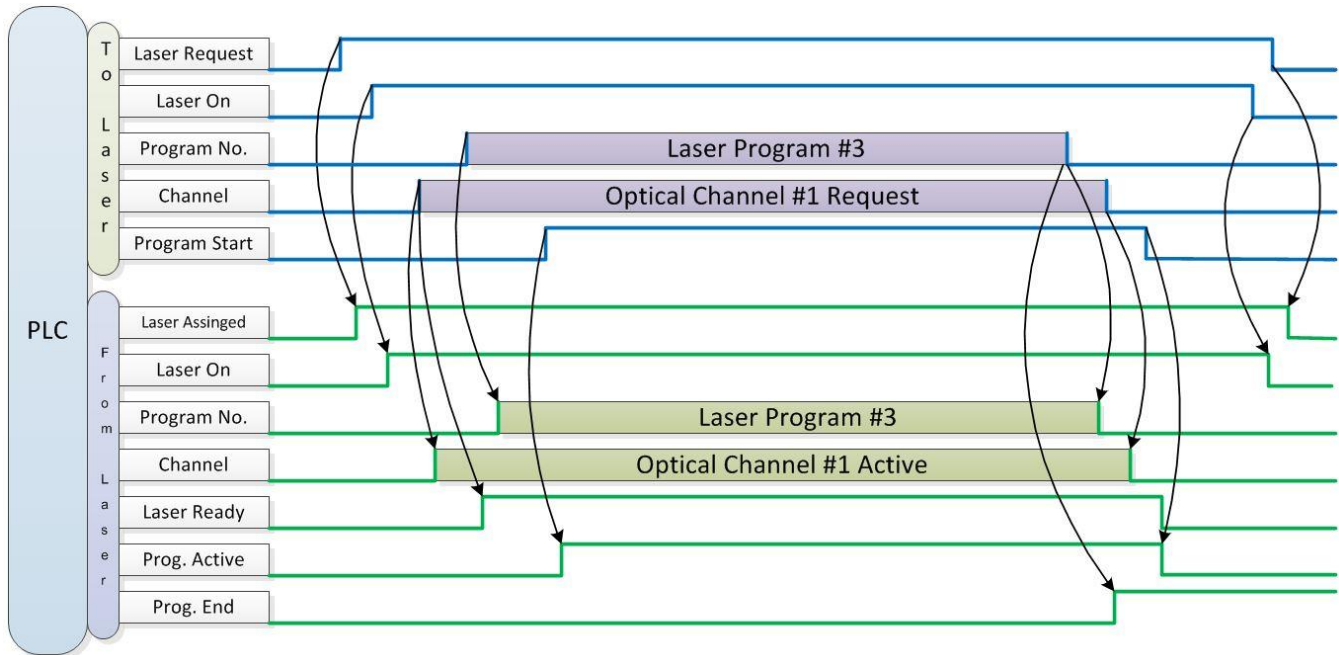 PLC
To Laser
Laser Request
Laser On
Program No.
Laser Program #3
Channel
Optical Channel #1 Request
Program Start
From Laser
Laser Assinged
Laser On
Program No.
Laser Program #3
Channel
Optical Channel #1 Active
Laser Ready
Prog. Active
Prog. End